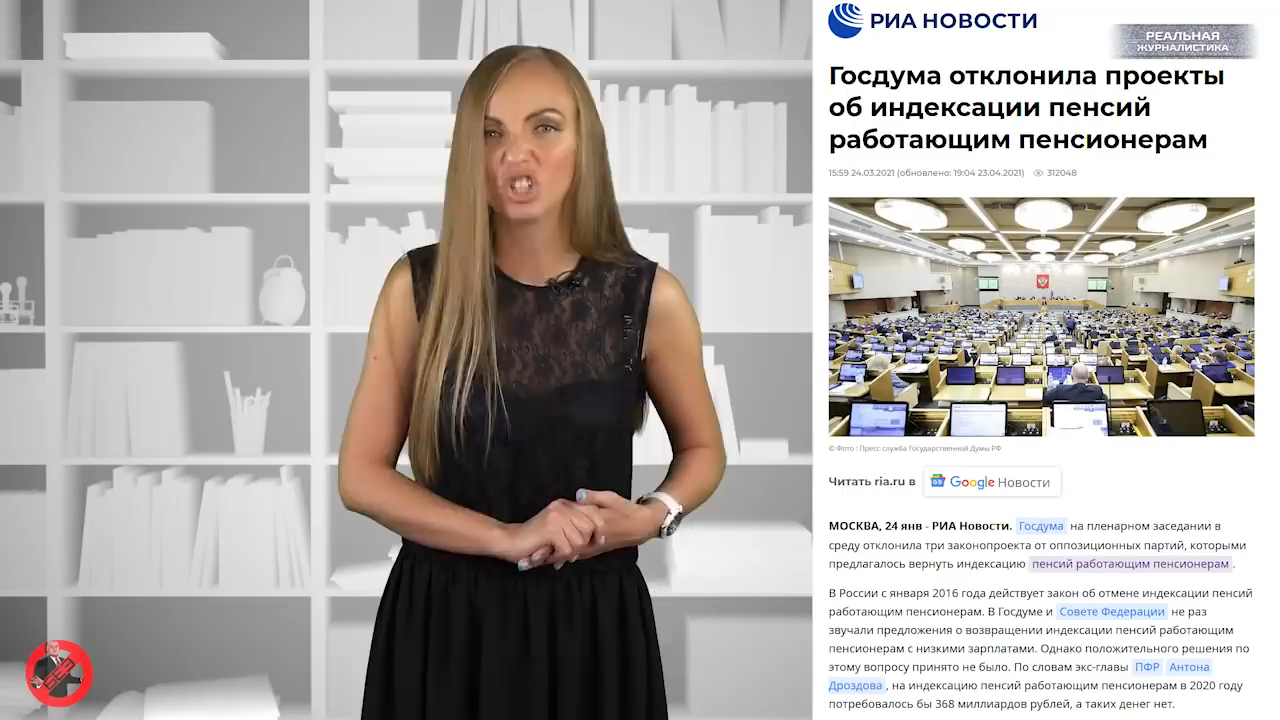 РИА НОВОСТИ
РЕАЛЬНАЯ
ЖУРНАЛИСТИКА
Госдума отклонила проекты
об индексации пенсий
работающим пенсионерам
15:59 24.03.2021 (обновлено: 19:04 23.04.2021) 312048
© Фото : Пресс-служба Государственной Думы РФ
Читать ria.ru в Google Новости
МОСКВА, 24 янв - РИА Новости. Госдума на пленарном заседании в
среду отклонила три законопроекта от оппозиционных партий, которыми
предлагалось вернуть индексацию пенсий работающим пенсионерам .
В России с января 2016 года действует закон об отмене индексации пенсий
работающим пенсионерам. В Госдуме и Совете Федерации не раз
звучали предложения о возвращении индексации пенсий работающим
пенсионерам с низкими зарплатами. Однако положительного решения по
этому вопросу принято не было. По словам экс-главы ПФР Антона
Дроздова , на индексацию пенсий работающим пенсионерам в 2020 году
потребовалось бы 368 миллиардов рублей, а таких денег нет.